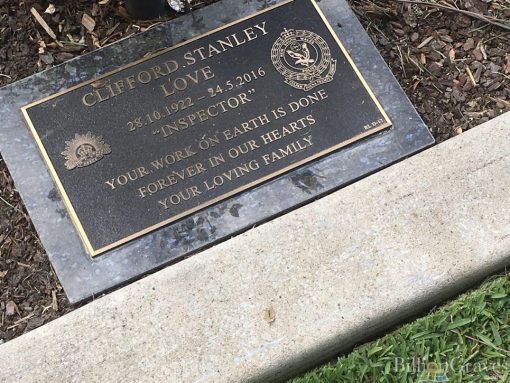 CLIFFORD STANLEY
LOVE
28.10.1922 – 24.5.2016
"INSPECTOR"
YOUR WORK ON EARTH IS DONE
FOREVER IN OUR HEARTS
YOUR LOVING FAMILY
BillionGraves